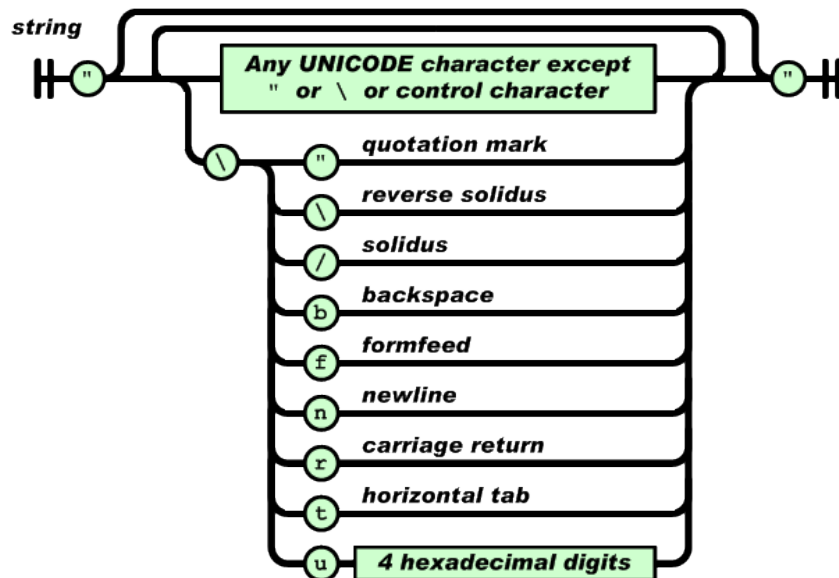 string
" Any UNICODE character except "
" or \ or control character
\ " quotation mark
\ reverse solidus
/ solidus
b backspace
f formfeed
n newline
r carriage return
t horizontal tab
u 4 hexadecimal digits